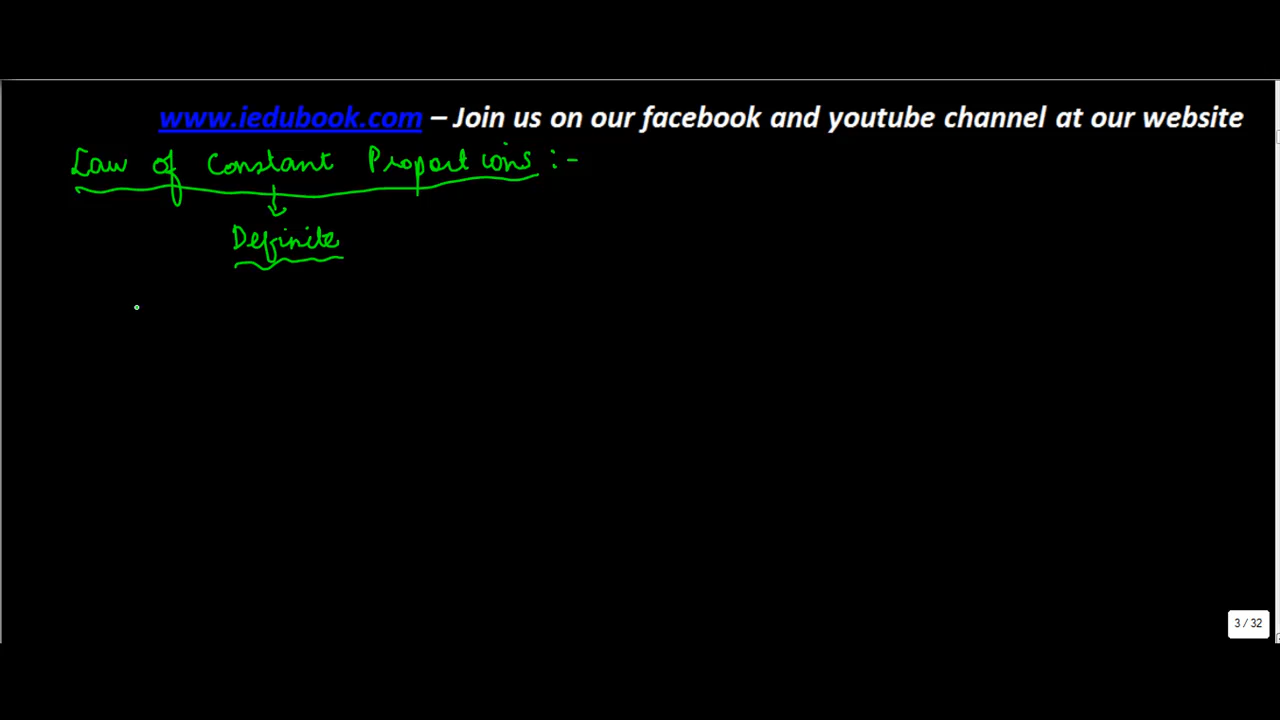 www.iedubook.com – Join us on our facebook and youtube channel at our website
Law of Constant Proportions :-
Definite
3 / 32